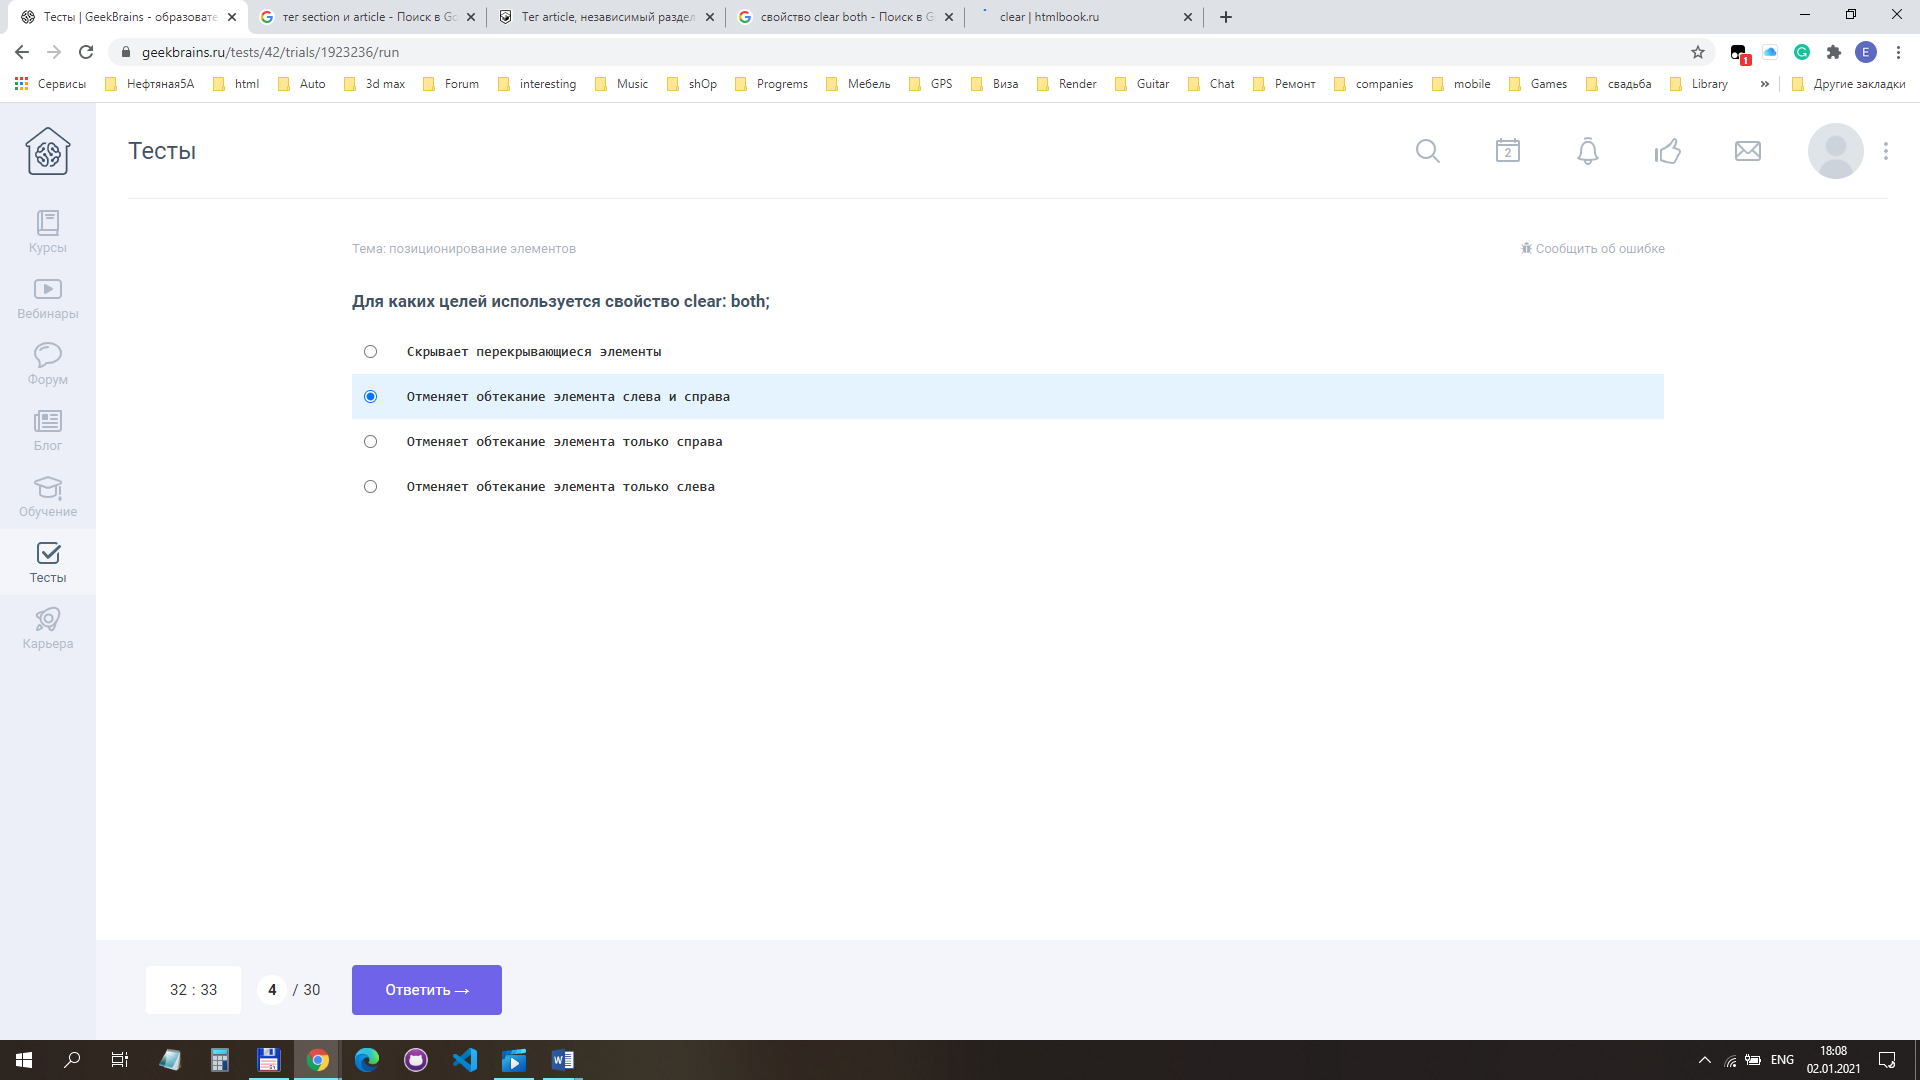 Тесты | GeekBrains - образовате
тег section и article - Поиск в Go
Тег article, независимый раздел
свойство clear both - Поиск в G
clear | htmlbook.ru
geekbrains.ru/tests/42/trials/1923236/run
1
E
Сервисы
Нефтяная5А
html
Auto
3d max
Forum
interesting
Music
shOp
Progrems
Мебель
GPS
Виза
Render
Guitar
Chat
Ремонт
companies
mobile
Games
свадьба
Library
»
Другие закладки
Тесты
2
Курсы
Вебинары
Форум
Блог
Обучение
Тесты
Карьера
Тема: позиционирование элементов
Сообщить об ошибке
Для каких целей используется свойство clear: both;
Скрывает перекрывающиеся элементы
Отменяет обтекание элемента слева и справа
Отменяет обтекание элемента только справа
Отменяет обтекание элемента только слева
32 : 33
4 / 30
Ответить →
ENG
18:08
02.01.2021